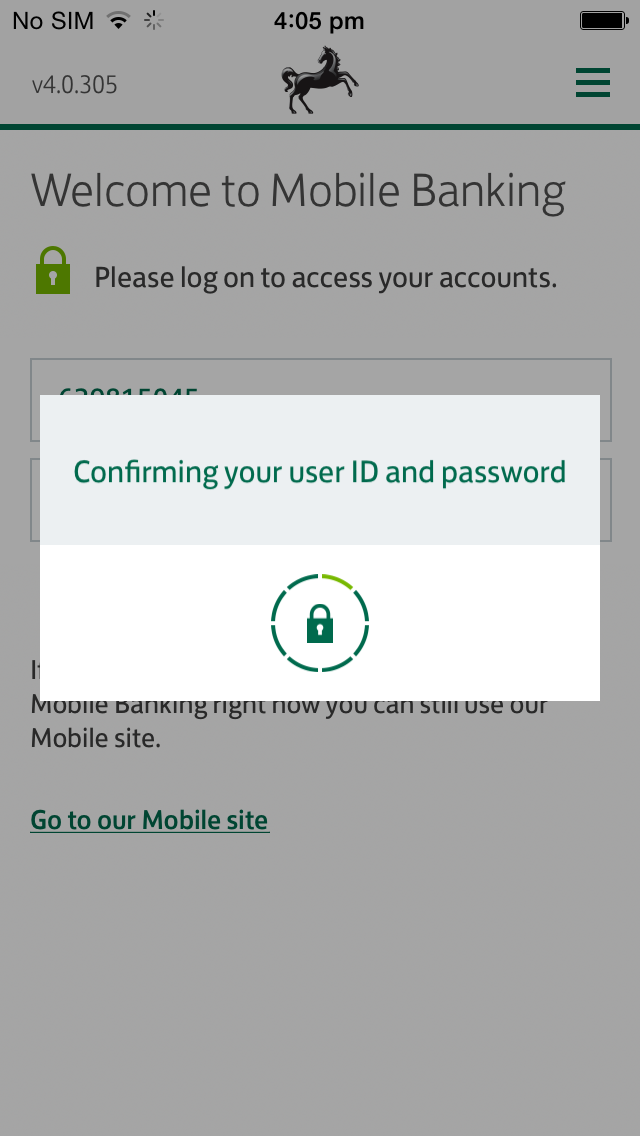 No SIM 4:05 pm
v4.0.305
Welcome to Mobile Banking
Please log on to access your accounts.
Confirming your user ID and password
Mobile Banking right now you can still use our
Mobile site.
Go to our Mobile site